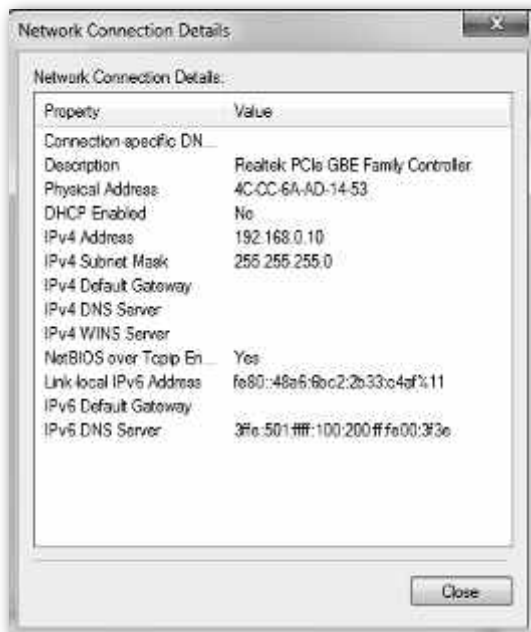 Network Connection Details
Network Connection Details:
Property Value
Connection-specific DN...
Description Realtek PCIe GBE Family Controller
Physical Address 4C-CC-6A-AD-14-53
DHCP Enabled No
IPv4 Address 192.168.0.10
IPv4 Subnet Mask 255.255.255.0
IPv4 Default Gateway
IPv4 DNS Server
IPv4 WINS Server
NetBIOS over Tcpip En... Yes
Link-local IPv6 Address fe80::48a6:6bc2:2b33:c4af%11
IPv6 Default Gateway
IPv6 DNS Server 3ffe:501:ffff:100:200:ff:fe00:3f3e
Close